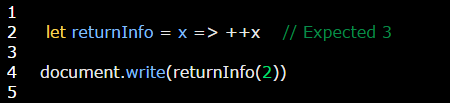 1
2 let returnInfo = x => ++x // Expected 3
3
4 document.write(returnInfo(2))
5